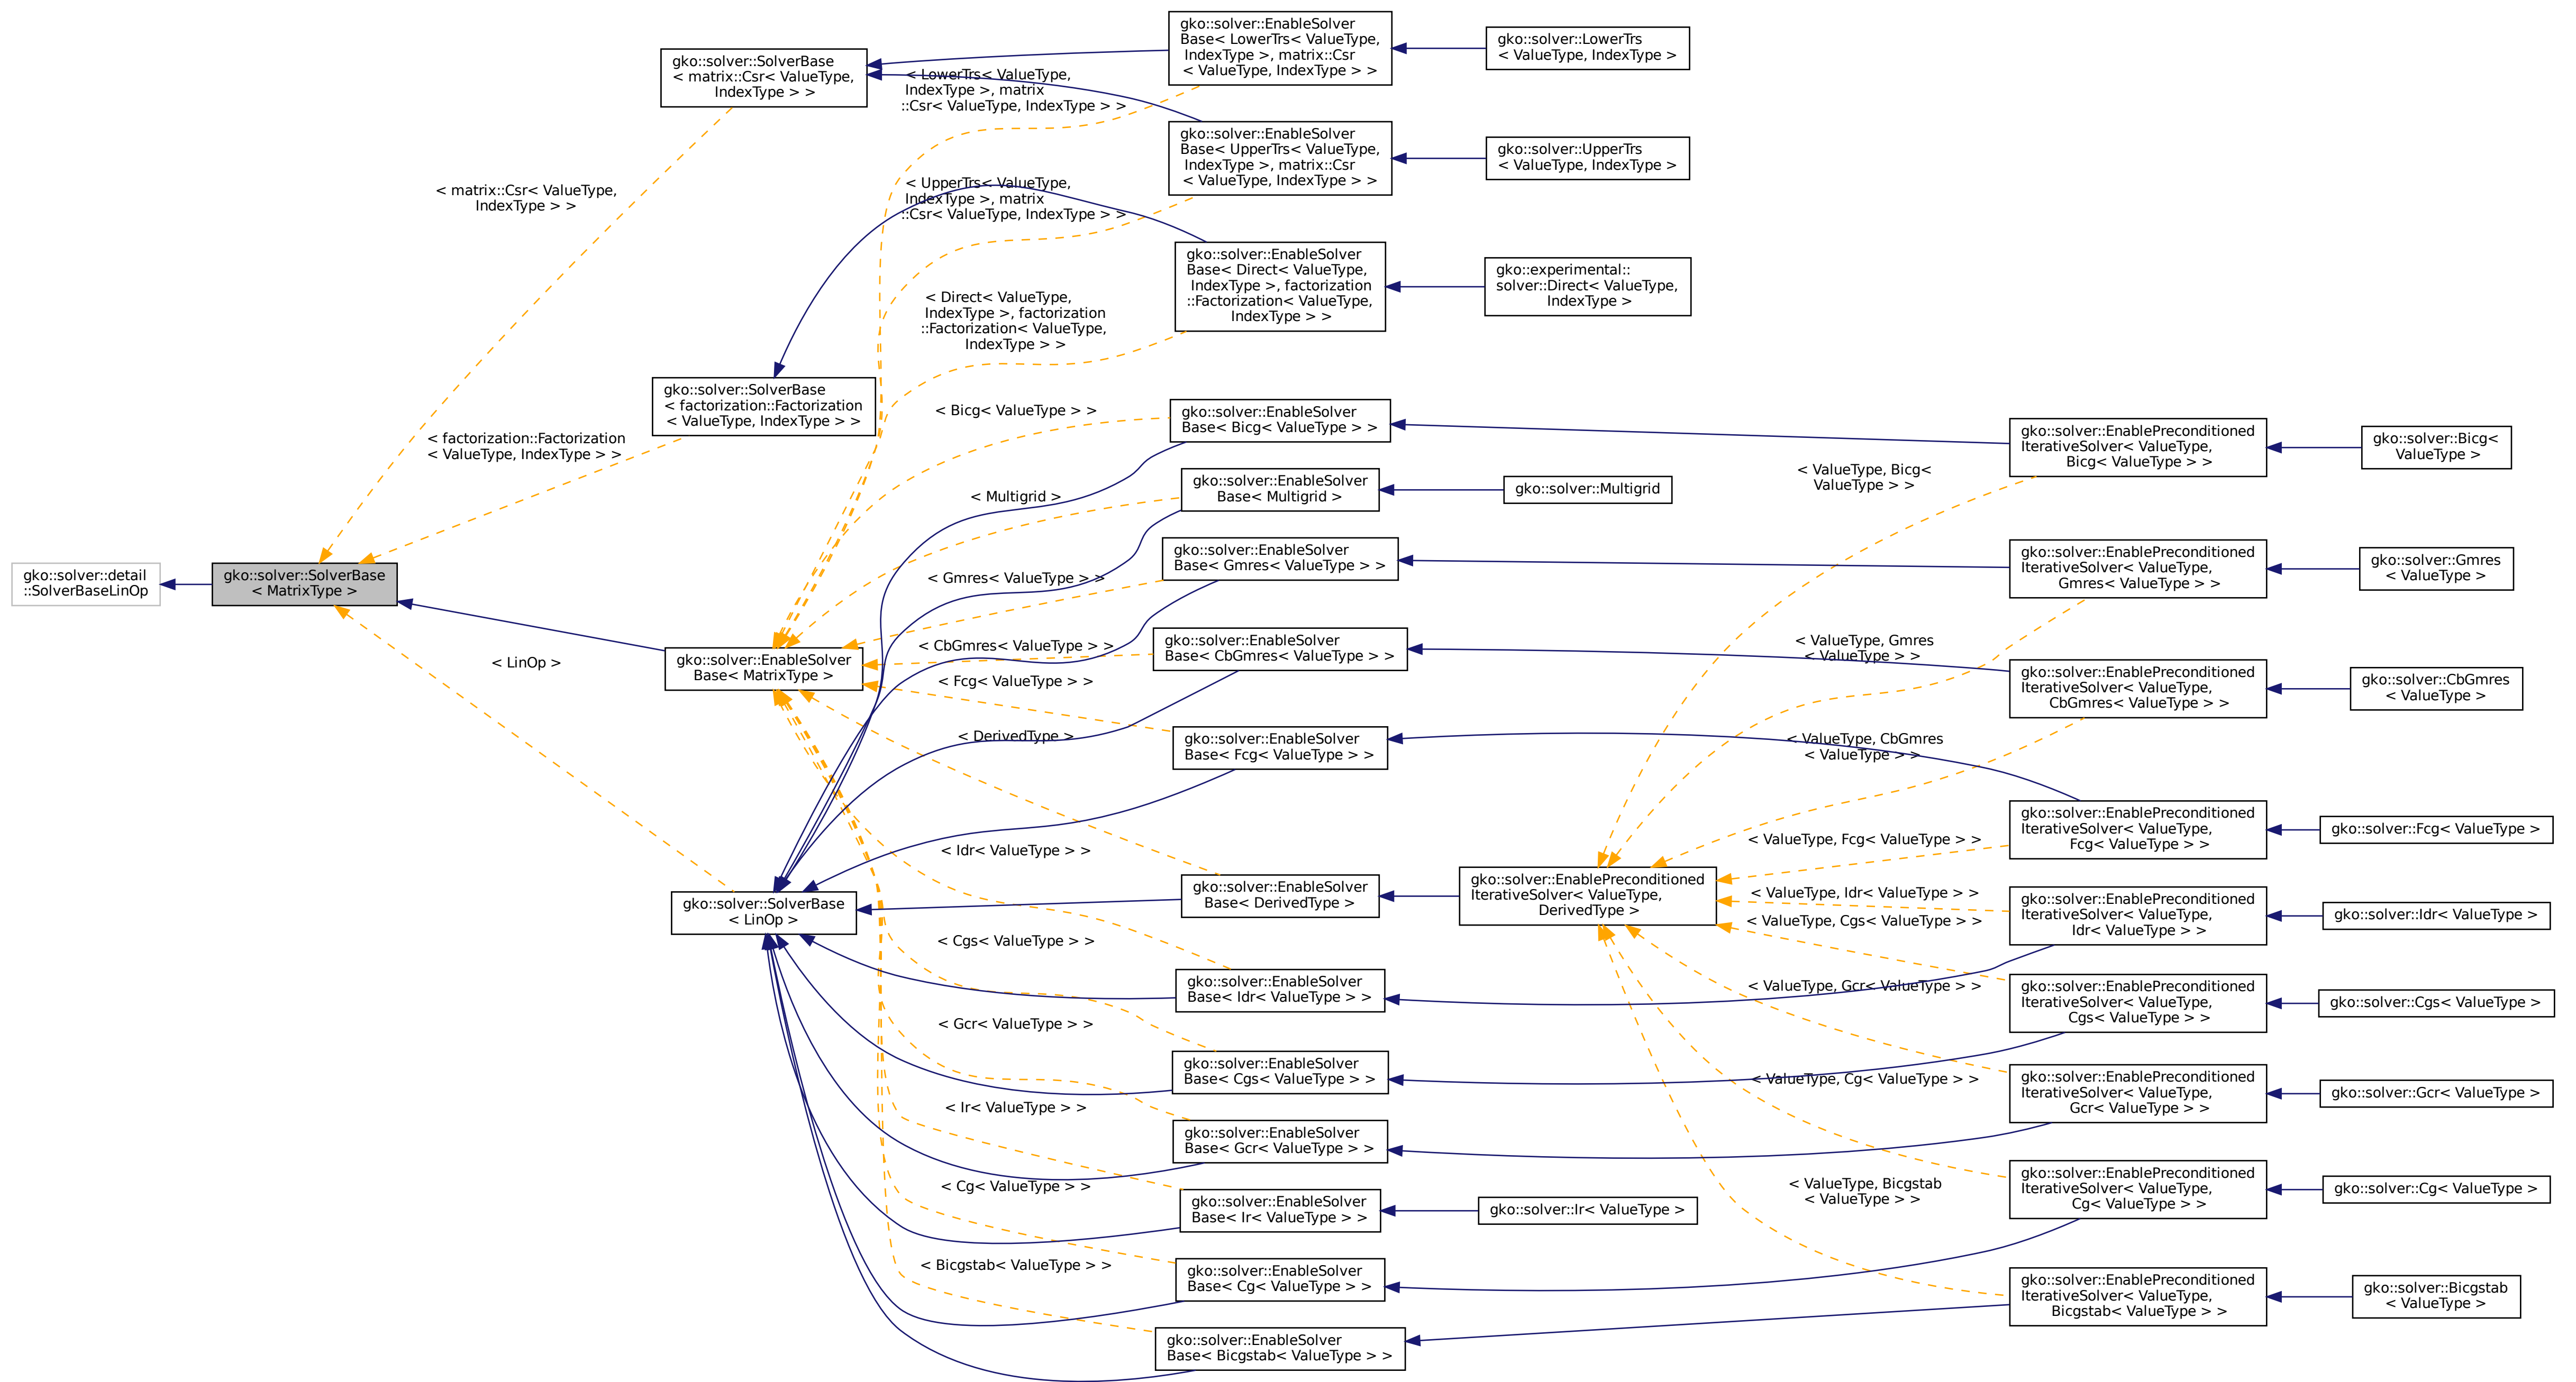 gko::solver::detail
::SolverBaseLinOp
gko::solver::SolverBase
< MatrixType >
< matrix::Csr< ValueType,
IndexType > >
< factorization::Factorization
< ValueType, IndexType > >
< LinOp >
gko::solver::SolverBase
< matrix::Csr< ValueType,
IndexType > >
gko::solver::SolverBase
< factorization::Factorization
< ValueType, IndexType > >
gko::solver::EnableSolver
Base< MatrixType >
gko::solver::SolverBase
< LinOp >
< LowerTrs< ValueType,
IndexType >, matrix
::Csr< ValueType, IndexType > >
< UpperTrs< ValueType,
IndexType >, matrix
::Csr< ValueType, IndexType > >
< Direct< ValueType,
IndexType >, factorization
::Factorization< ValueType,
IndexType > >
< Bicg< ValueType > >
< Multigrid >
< Gmres< ValueType > >
< CbGmres< ValueType > >
< Fcg< ValueType > >
< DerivedType >
< Idr< ValueType > >
< Cgs< ValueType > >
< Gcr< ValueType > >
< Ir< ValueType > >
< Cg< ValueType > >
< Bicgstab< ValueType > >
gko::solver::EnableSolver
Base< LowerTrs< ValueType,
IndexType >, matrix::Csr
< ValueType, IndexType > >
gko::solver::EnableSolver
Base< UpperTrs< ValueType,
IndexType >, matrix::Csr
< ValueType, IndexType > >
gko::solver::EnableSolver
Base< Direct< ValueType,
IndexType >, factorization
::Factorization< ValueType,
IndexType > >
gko::solver::EnableSolver
Base< Bicg< ValueType > >
gko::solver::EnableSolver
Base< Multigrid >
gko::solver::EnableSolver
Base< Gmres< ValueType > >
gko::solver::EnableSolver
Base< CbGmres< ValueType > >
gko::solver::EnableSolver
Base< Fcg< ValueType > >
gko::solver::EnableSolver
Base< DerivedType >
gko::solver::EnableSolver
Base< Idr< ValueType > >
gko::solver::EnableSolver
Base< Cgs< ValueType > >
gko::solver::EnableSolver
Base< Gcr< ValueType > >
gko::solver::EnableSolver
Base< Ir< ValueType > >
gko::solver::EnableSolver
Base< Cg< ValueType > >
gko::solver::EnableSolver
Base< Bicgstab< ValueType > >
gko::solver::LowerTrs
< ValueType, IndexType >
gko::solver::UpperTrs
< ValueType, IndexType >
gko::experimental::
solver::Direct< ValueType,
IndexType >
gko::solver::Multigrid
gko::solver::EnablePreconditioned
IterativeSolver< ValueType,
DerivedType >
gko::solver::Ir< ValueType >
< ValueType, Bicg<
ValueType > >
< ValueType, Gmres
< ValueType > >
< ValueType, CbGmres
< ValueType > >
< ValueType, Fcg< ValueType > >
< ValueType, Idr< ValueType > >
< ValueType, Cgs< ValueType > >
< ValueType, Gcr< ValueType > >
< ValueType, Cg< ValueType > >
< ValueType, Bicgstab
< ValueType > >
gko::solver::EnablePreconditioned
IterativeSolver< ValueType,
Bicg< ValueType > >
gko::solver::EnablePreconditioned
IterativeSolver< ValueType,
Gmres< ValueType > >
gko::solver::EnablePreconditioned
IterativeSolver< ValueType,
CbGmres< ValueType > >
gko::solver::EnablePreconditioned
IterativeSolver< ValueType,
Fcg< ValueType > >
gko::solver::EnablePreconditioned
IterativeSolver< ValueType,
Idr< ValueType > >
gko::solver::EnablePreconditioned
IterativeSolver< ValueType,
Cgs< ValueType > >
gko::solver::EnablePreconditioned
IterativeSolver< ValueType,
Gcr< ValueType > >
gko::solver::EnablePreconditioned
IterativeSolver< ValueType,
Cg< ValueType > >
gko::solver::EnablePreconditioned
IterativeSolver< ValueType,
Bicgstab< ValueType > >
gko::solver::Bicg<
ValueType >
gko::solver::Gmres
< ValueType >
gko::solver::CbGmres
< ValueType >
gko::solver::Fcg< ValueType >
gko::solver::Idr< ValueType >
gko::solver::Cgs< ValueType >
gko::solver::Gcr< ValueType >
gko::solver::Cg< ValueType >
gko::solver::Bicgstab
< ValueType >